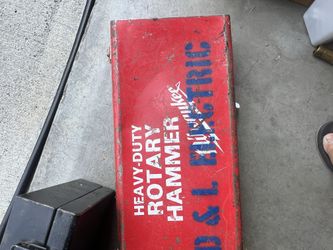 HEAVY-DUTY
ROTARY
HAMMER
Milwaukee
D & L ELECTRIC